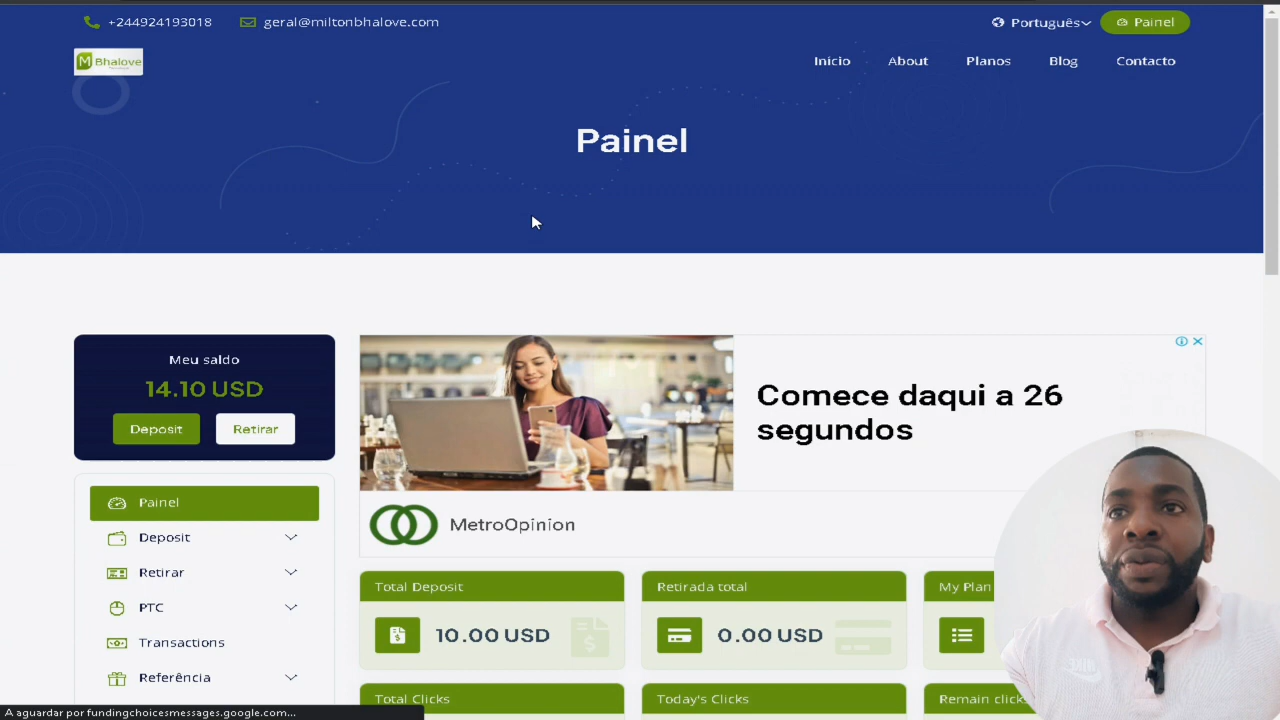 +244924193018
geral@miltonbhalove.com
Português
Painel
M Bhalove
Inicio
About
Planos
Blog
Contacto
Painel
Meu saldo
14.10 USD
Deposit
Retirar
Painel
Deposit
Retirar
PTC
Transactions
Referência
Comece daqui a 26
segundos
MetroOpinion
Total Deposit
10.00 USD
Retirada total
0.00 USD
My Plan
Total Clicks
Today's Clicks
Remain click
NIKE
A aguardar por fundingchoicesmessages.google.com...